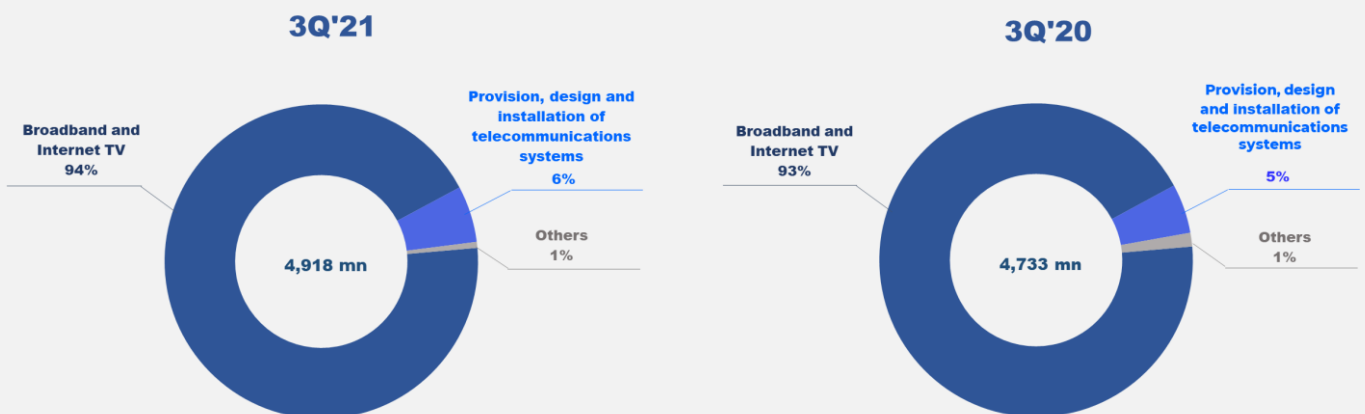 3Q'21
Broadband and
Internet TV
94%
Provision, design and
installation of
telecommunications
systems
6%
Others
1%
4,918 mn
3Q'20
Broadband and
Internet TV
93%
Provision, design
and installation of
telecommunications
systems
5%
Others
1%
4,733 mn